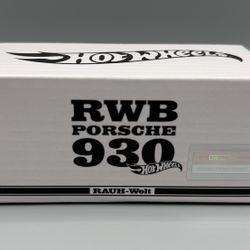 Hot Wheels
RWB
PORSCHE
930
Hot Wheels
RAUH-Welt